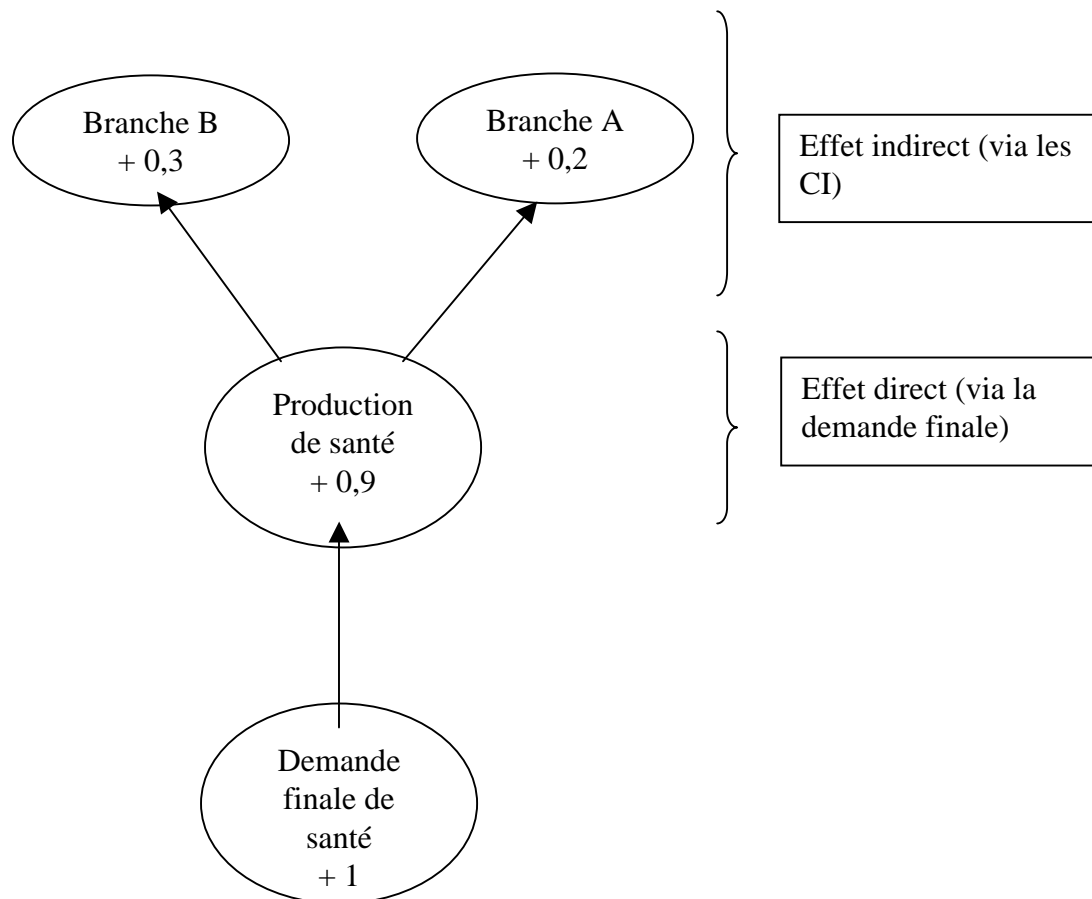 Branche B
+ 0,3
Branche A
+ 0,2
Effet indirect (via les
CI)
Production
de santé
+ 0,9
Effet direct (via la
demande finale)
Demande
finale de
santé
+ 1